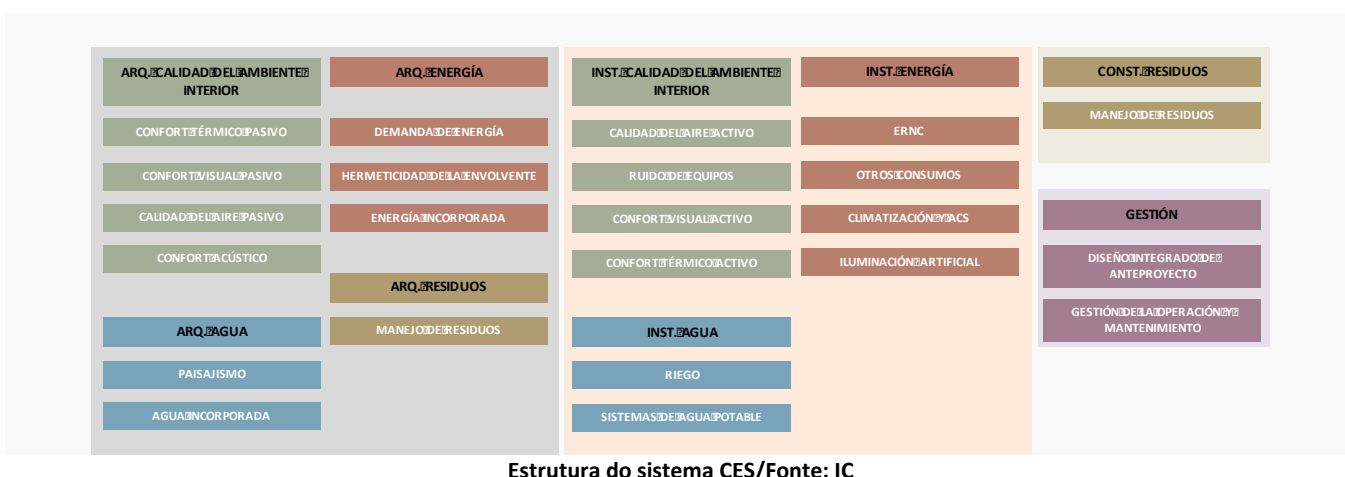 ARQ. CALIDAD DEL AMBIENTE
INTERIOR
CONFORT TÉRMICO PASIVO
CONFORT VISUAL PASIVO
CALIDAD DEL AIRE PASIVO
CONFORT ACÚSTICO
ARQ. AGUA
PAISAJISMO
AGUA INCORPORADA
ARQ. ENERGÍA
DEMANDA DE ENERGÍA
HERMETICIDAD DE LA ENVOLVENTE
ENERGÍA INCORPORADA
ARQ. RESIDUOS
MANEJO DE RESIDUOS
INST. CALIDAD DEL AMBIENTE
INTERIOR
CALIDAD DEL AIRE ACTIVO
RUIDO DE EQUIPOS
CONFORT VISUAL ACTIVO
CONFORT TÉRMICO ACTIVO
INST. AGUA
RIEGO
SISTEMAS DE AGUA POTABLE
INST. ENERGÍA
ERNC
OTROS CONSUMOS
CLIMATIZACIÓN Y ACS
ILUMINACIÓN ARTIFICIAL
CONST. RESIDUOS
MANEJO DE RESIDUOS
GESTIÓN
DISEÑO INTEGRADO DE
ANTEPROYECTO
GESTIÓN DE LA OPERACIÓN Y
MANTENIMIENTO
Estrutura do sistema CES/Fonte: IC